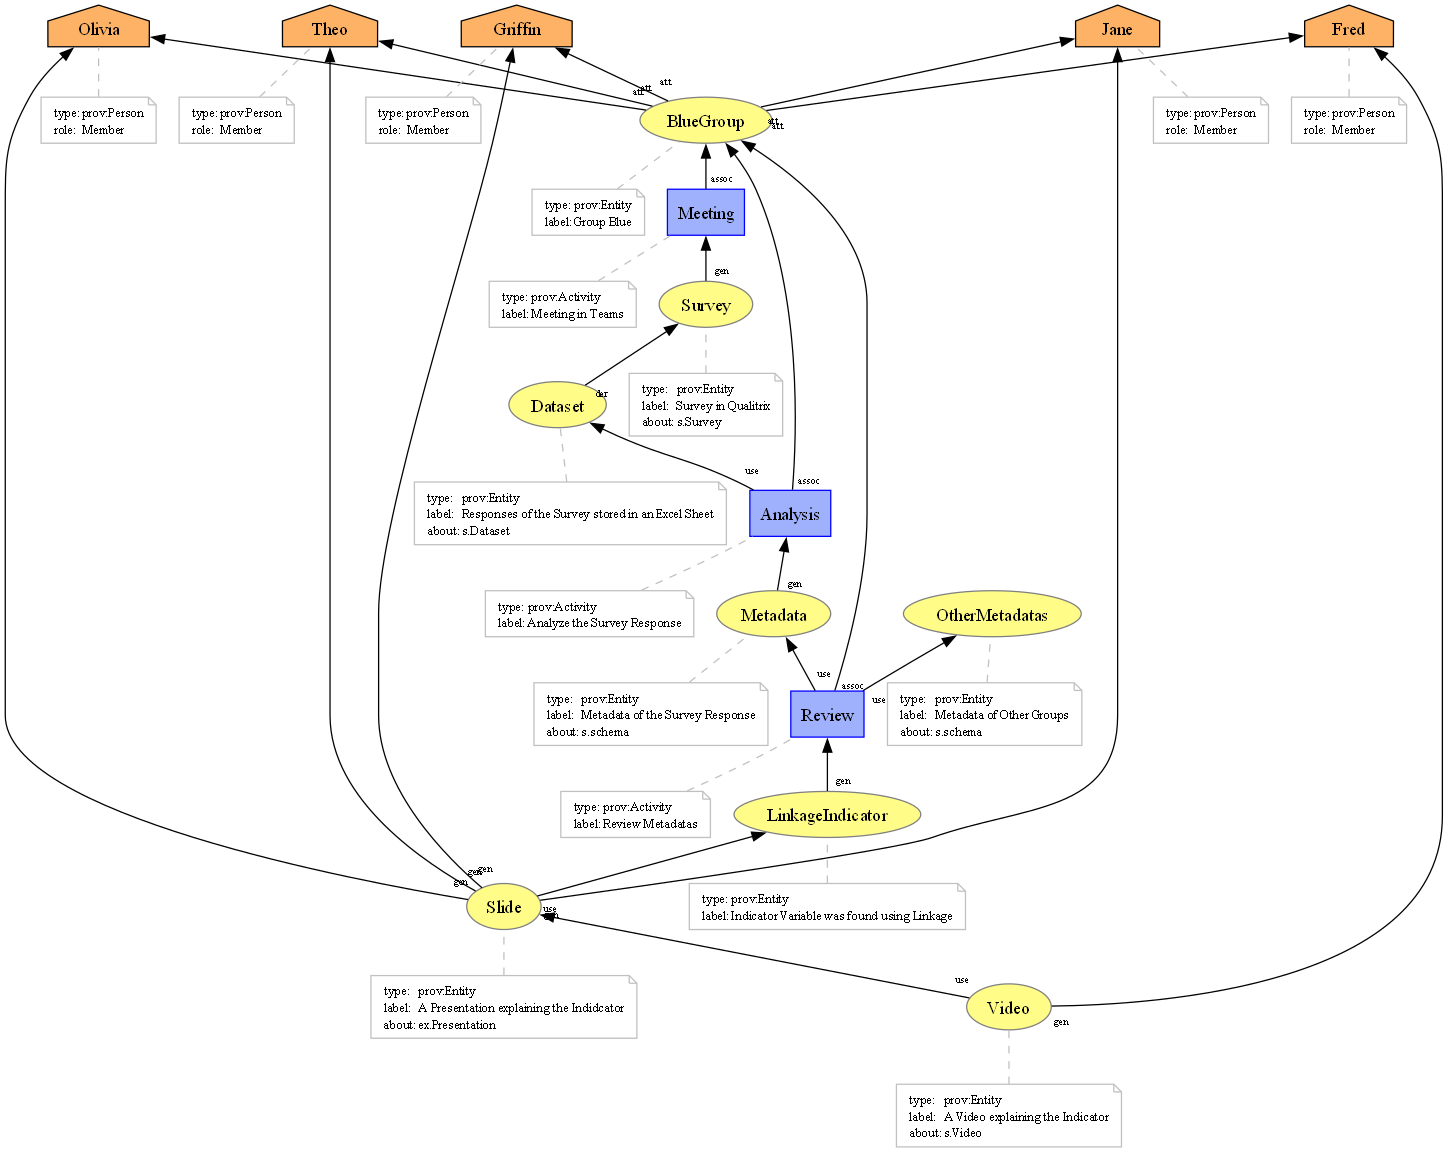 Olivia
Theo
Griffin
Jane
Fred
type: prov:Person
role: Member
type: prov:Person
role: Member
type: prov:Person
role: Member
type: prov:Person
role: Member
type: prov:Person
role: Member
att
att
att
BlueGroup
att
att
assoc
type: prov:Entity
label: Group Blue
Meeting
gen
type: prov:Activity
label: Meeting in Teams
Survey
type: prov:Entity
label: Survey in Qualitrix
about: s.Survey
der
Dataset
use
assoc
type: prov:Entity
label: Responses of the Survey stored in an Excel Sheet
about: s.Dataset
Analysis
gen
type: prov:Activity
label: Analyze the Survey Response
Metadata
OtherMetadatas
use
assoc
use
type: prov:Entity
label: Metadata of the Survey Response
about: s.schema
type: prov:Entity
label: Metadata of Other Groups
about: s.schema
Review
gen
type: prov:Activity
label: Review Metadatas
LinkageIndicator
gen
gen
gen
type: prov:Entity
label: Indicator Variable was found using Linkage
Slide
use
gen
use
type: prov:Entity
label: A Presentation explaining the Indidcator
about: ex.Presentation
Video
gen
type: prov:Entity
label: A Video explaining the Indicator
about: s.Video